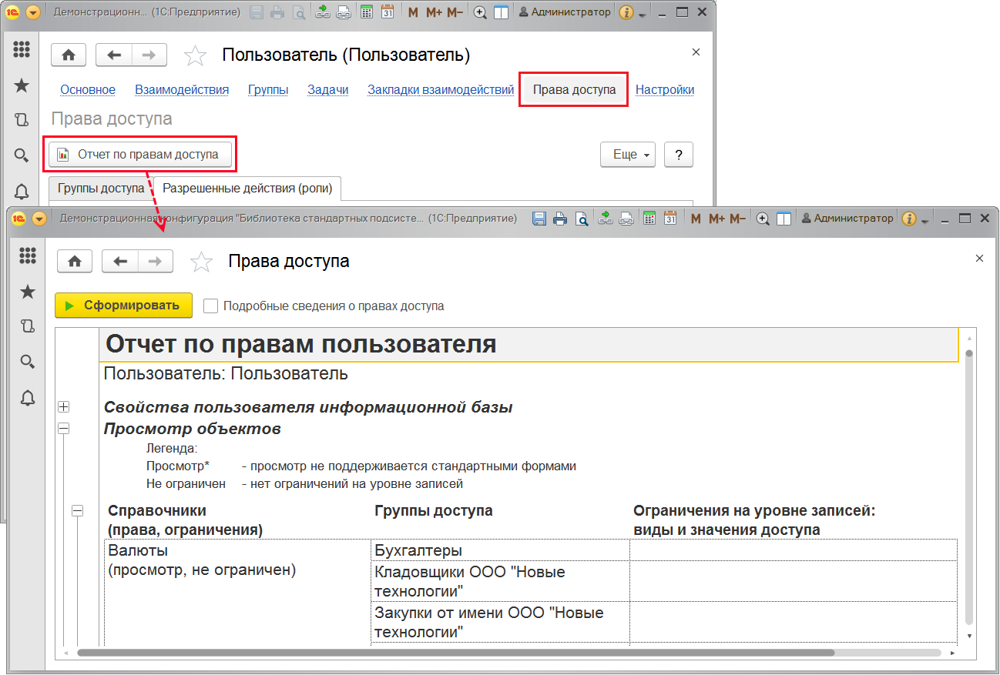 Демонстрационн... (1С:Предприятие) 31 M M+ M− Администратор
Пользователь (Пользователь)
Основное Взаимодействия Группы Задачи Закладки взаимодействий Права доступа Настройки
Права доступа
Отчет по правам доступа Еще ?
Группы доступа Разрешенные действия (роли)
Демонстрационная конфигурация "Библиотека стандартных подсисте... (1С:Предприятие) 31 M M+ M− Администратор
Права доступа
Сформировать Подробные сведения о правах доступа
Отчет по правам пользователя
Пользователь: Пользователь
Свойства пользователя информационной базы
Просмотр объектов
Легенда:
Просмотр* - просмотр не поддерживается стандартными формами
Не ограничен - нет ограничений на уровне записей
Справочники Группы доступа Ограничения на уровне записей:
(права, ограничения) виды и значения доступа
Валюты Бухгалтеры
(просмотр, не ограничен) Кладовщики ООО "Новые
технологии"
Закупки от имени ООО "Новые
технологии"